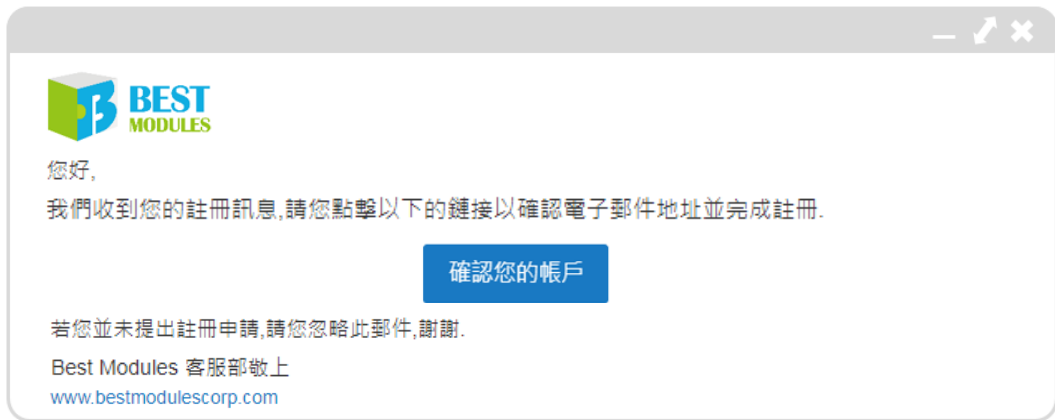 BEST
MODULES
您好,
我們收到您的註冊訊息,請您點擊以下的鏈接以確認電子郵件地址並完成註冊.
確認您的帳戶
若您並未提出註冊申請,請您忽略此郵件,謝謝.
Best Modules 客服部敬上
www.bestmodulescorp.com